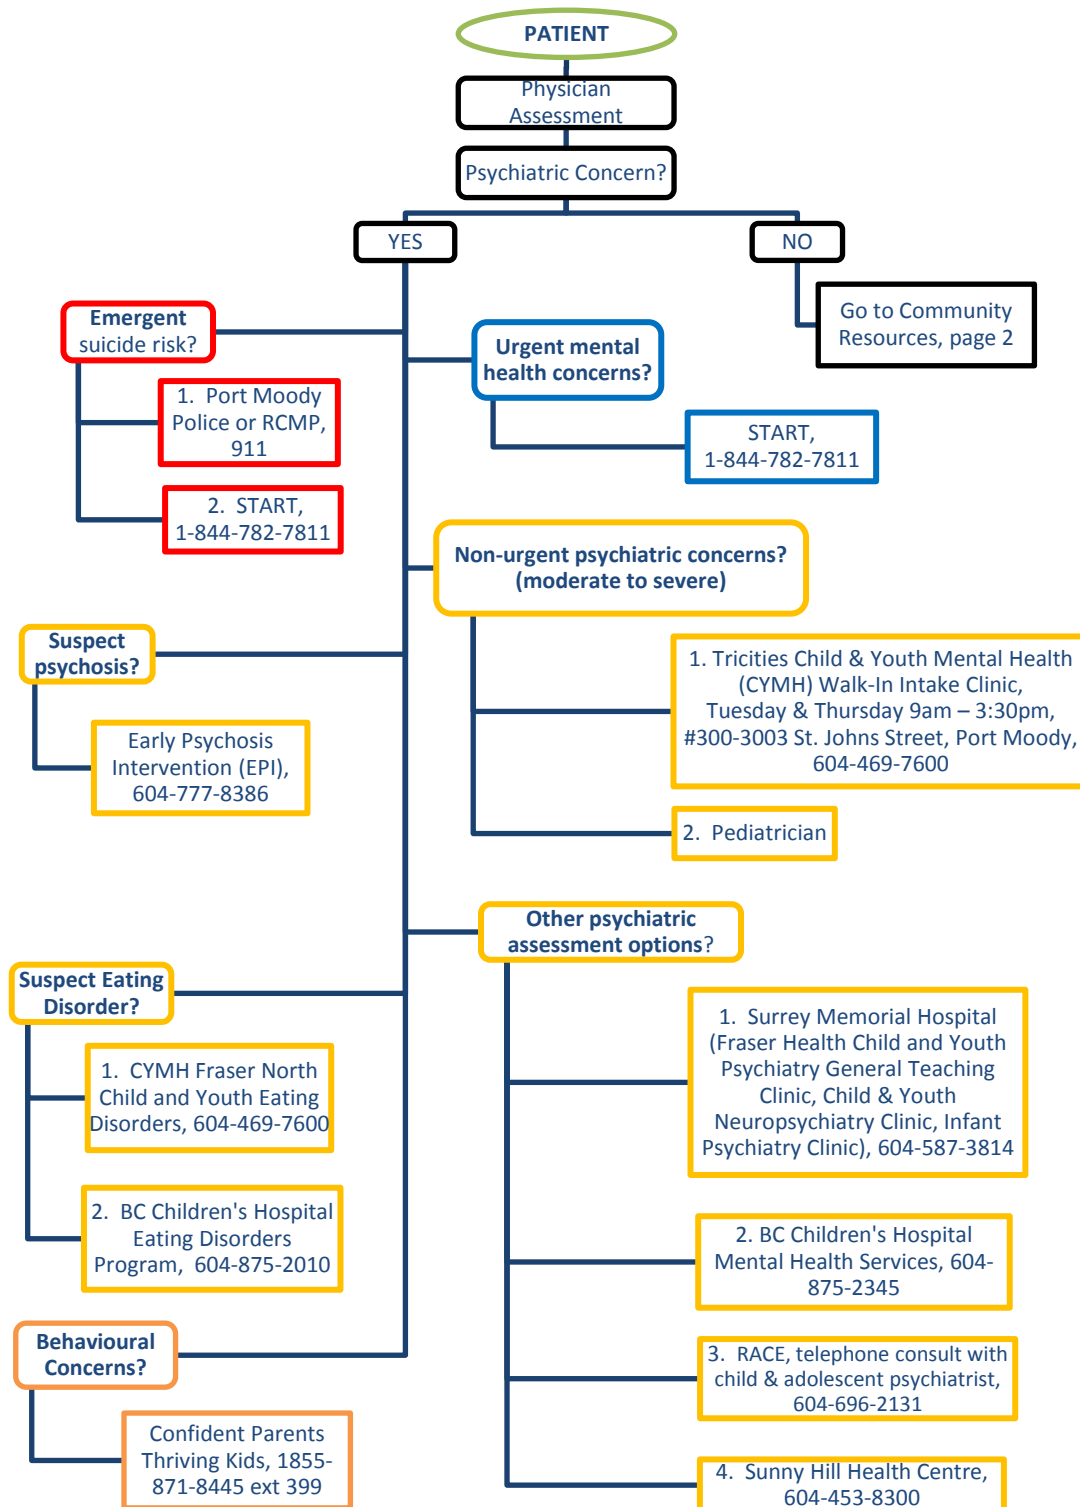 PATIENT
Physician
Assessment
Psychiatric Concern?
YES
NO
Go to Community
Resources, page 2
Emergent
suicide risk?
1. Port Moody
Police or RCMP,
911
2. START,
1-844-782-7811
Urgent mental
health concerns?
START,
1-844-782-7811
Non-urgent psychiatric concerns?
(moderate to severe)
1. Tricities Child & Youth Mental Health
(CYMH) Walk-In Intake Clinic,
Tuesday & Thursday 9am – 3:30pm,
#300-3003 St. Johns Street, Port Moody,
604-469-7600
2. Pediatrician
Suspect
psychosis?
Early Psychosis
Intervention (EPI),
604-777-8386
Other psychiatric
assessment options?
1. Surrey Memorial Hospital
(Fraser Health Child and Youth
Psychiatry General Teaching
Clinic, Child & Youth
Neuropsychiatry Clinic, Infant
Psychiatry Clinic), 604-587-3814
2. BC Children's Hospital
Mental Health Services, 604-
875-2345
3. RACE, telephone consult with
child & adolescent psychiatrist,
604-696-2131
4. Sunny Hill Health Centre,
604-453-8300
Suspect Eating
Disorder?
1. CYMH Fraser North
Child and Youth Eating
Disorders, 604-469-7600
2. BC Children's Hospital
Eating Disorders
Program, 604-875-2010
Behavioural
Concerns?
Confident Parents
Thriving Kids, 1855-
871-8445 ext 399